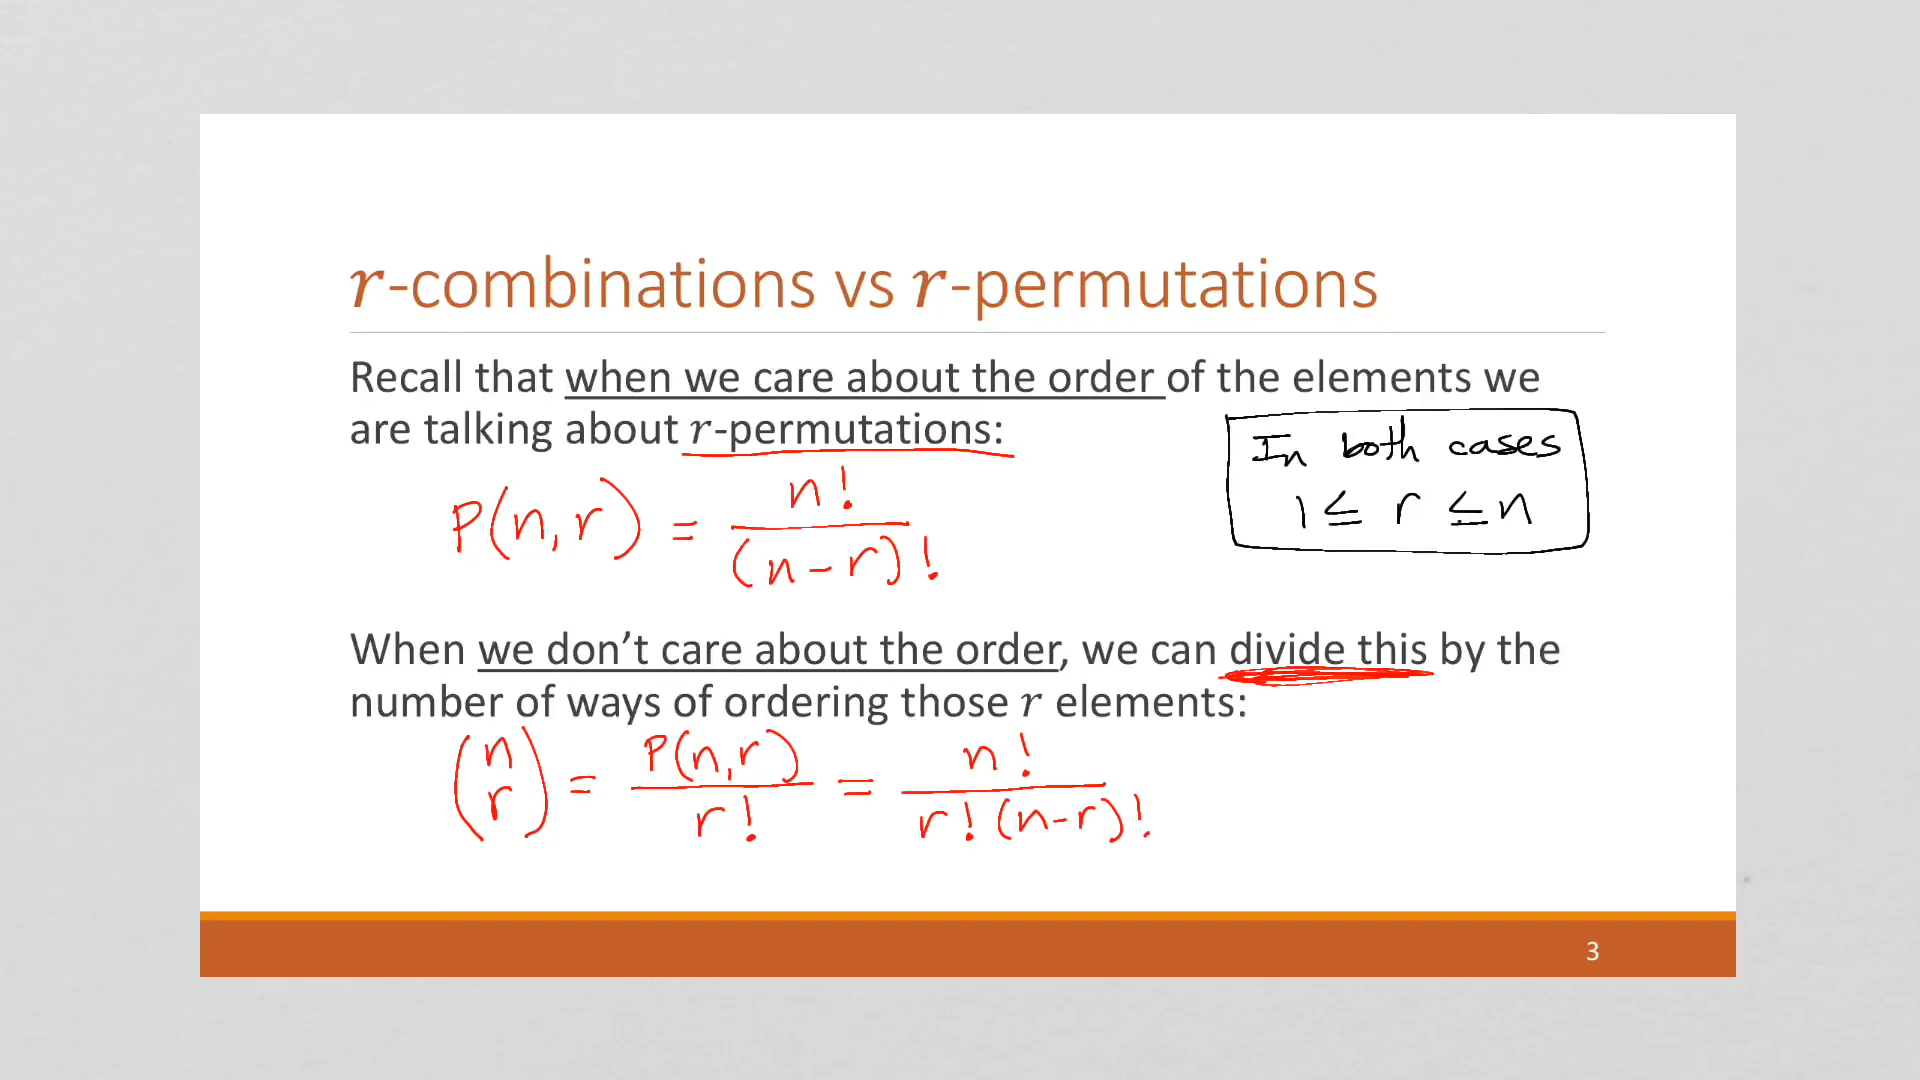 r-combinations vs r-permutations
Recall that when we care about the order of the elements we
are talking about r-permutations:
In both cases
1 ≤ r ≤ n
P(n,r) = n! / (n-r)!
When we don’t care about the order, we can divide this by the
number of ways of ordering those r elements:
(n r) = P(n,r) / r! = n! / r!(n-r)!
3